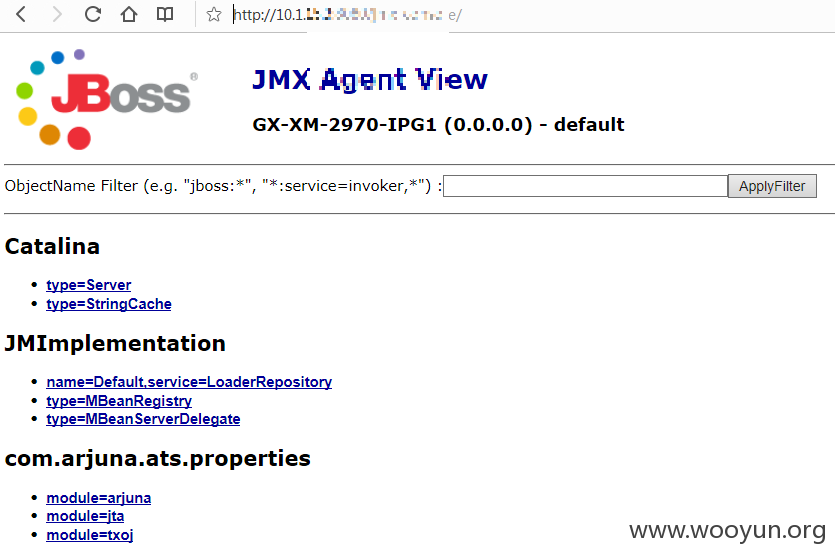 http://10.1.
e/
JBoss®
JMX Agent View
GX-XM-2970-IPG1 (0.0.0.0) - default
ObjectName Filter (e.g. "jboss:*", "*:service=invoker,*") : ApplyFilter
Catalina
type=Server
type=StringCache
JMImplementation
name=Default,service=LoaderRepository
type=MBeanRegistry
type=MBeanServerDelegate
com.arjuna.ats.properties
module=arjuna
module=jta
module=txoj
www.wooyun.org